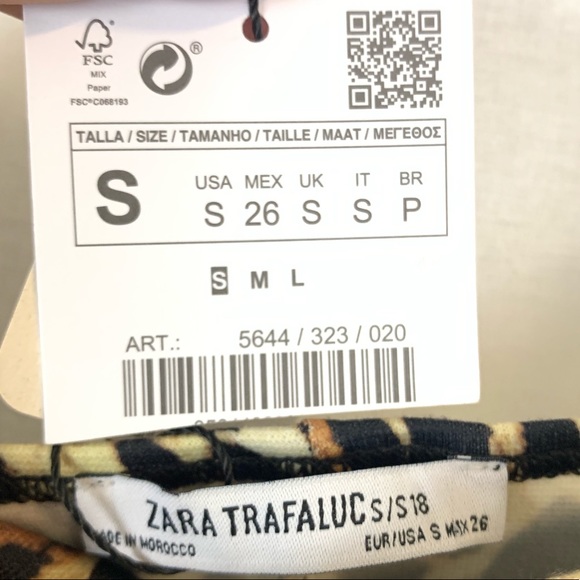 FSC
MIX
Paper
FSC® C068193
®
TALLA / SIZE / TAMANHO / TAILLE / MAAT / ΜΕΓΕΘΟΣ
S
USA MEX UK IT BR
S 26 S S P
S M L
ART.: 5644 / 323 / 020
ZARA TRAFALUC S/S18
MADE IN MOROCCO
EUR/USA S MEX 26